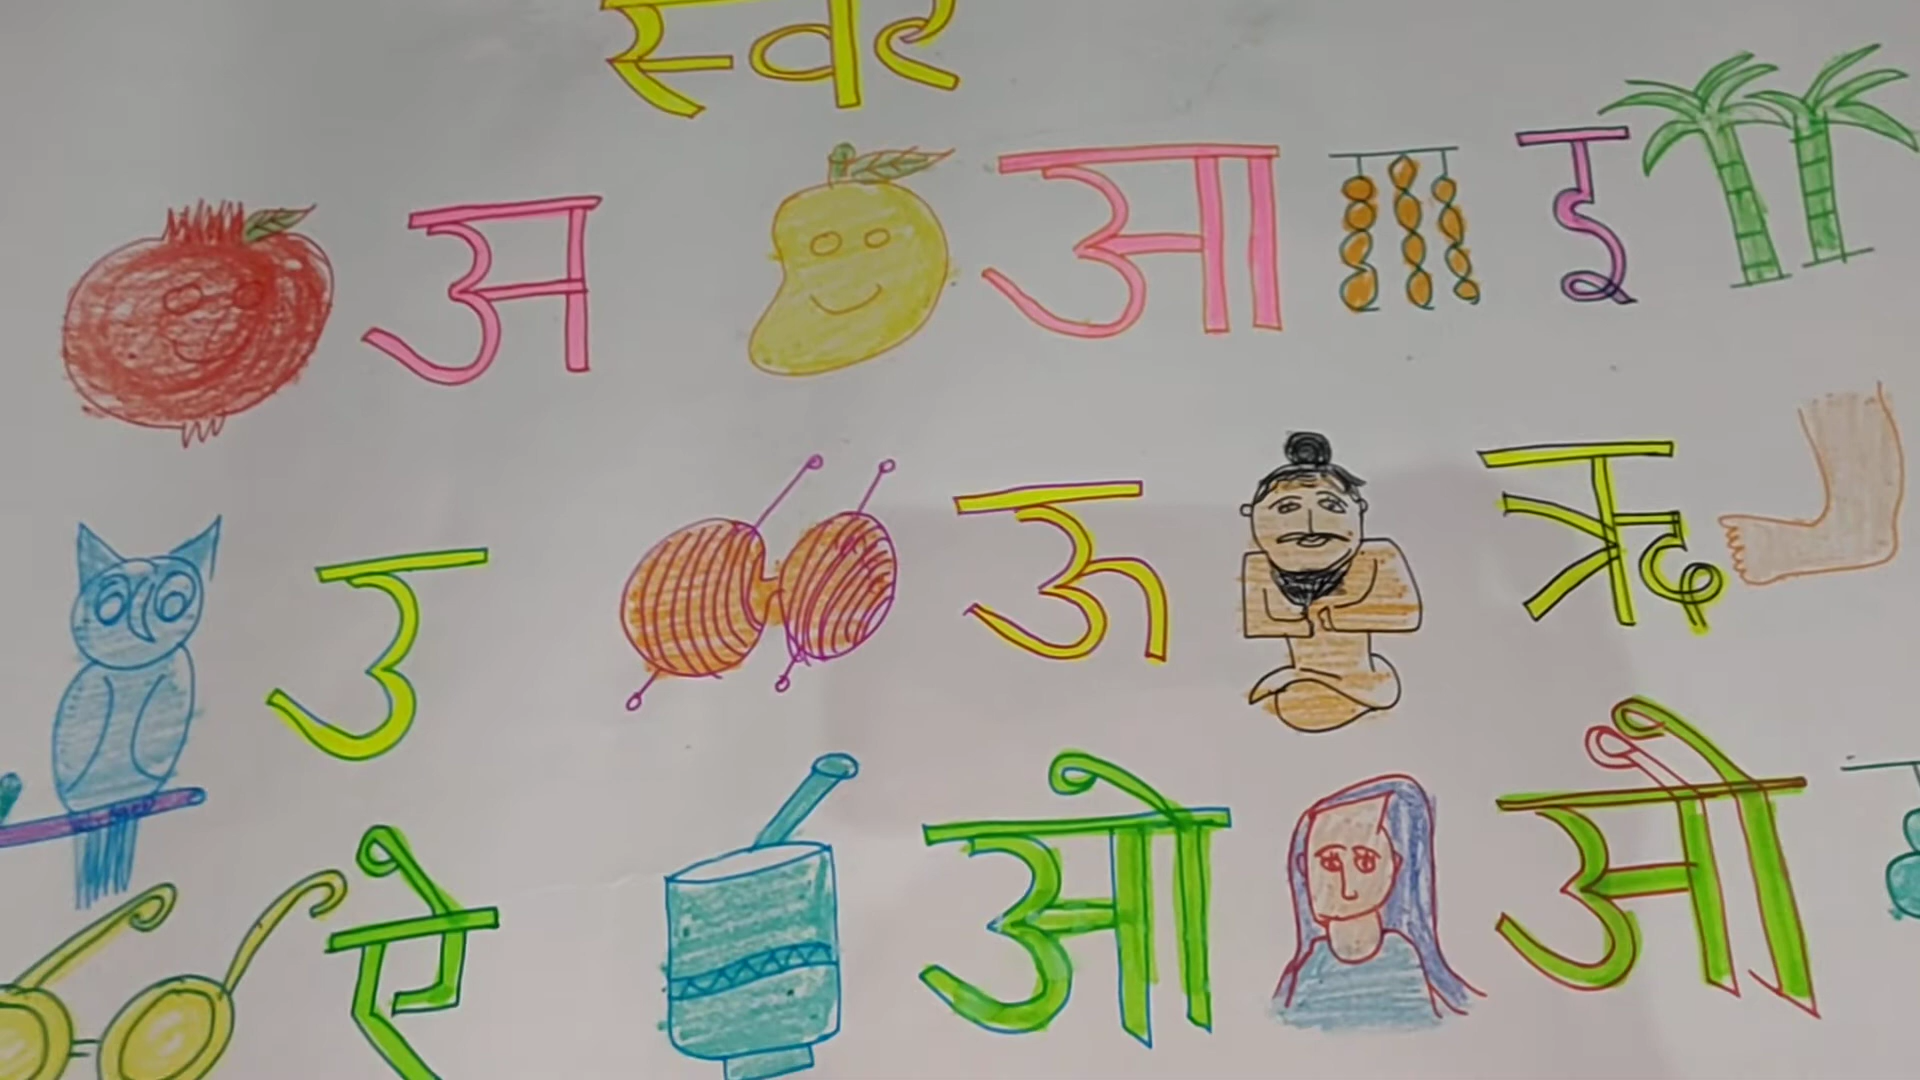 स्वर
अ आ इ
उ ऊ ऋ
ऐ ओ औ